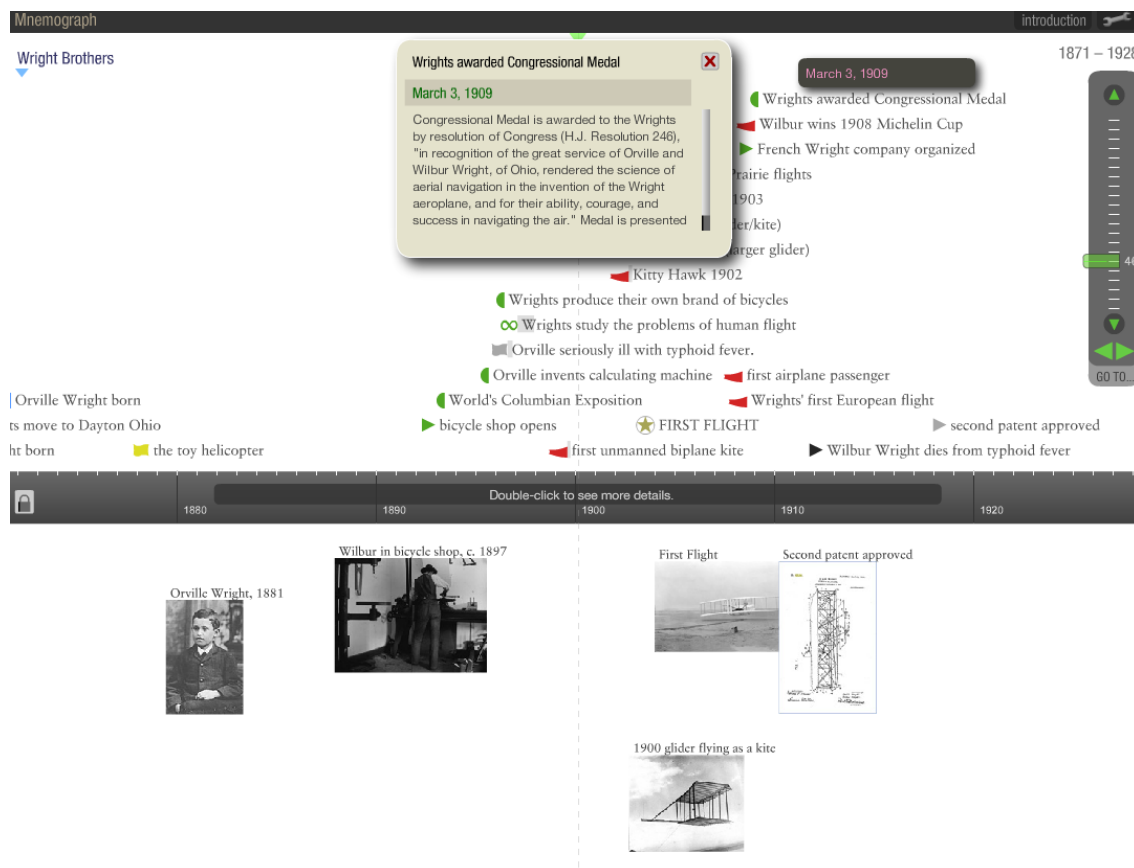 Mnemograph
introduction
Wright Brothers
1871 – 1928
Wrights awarded Congressional Medal
March 3, 1909
Congressional Medal is awarded to the Wrights
by resolution of Congress (H.J. Resolution 246),
"in recognition of the great service of Orville and
Wilbur Wright, of Ohio, rendered the science of
aerial navigation in the invention of the Wright
aeroplane, and for their ability, courage, and
success in navigating the air." Medal is presented
March 3, 1909
Wrights awarded Congressional Medal
Wilbur wins 1908 Michelin Cup
French Wright company organized
Prairie flights
1903
der/kite)
larger glider)
Kitty Hawk 1902
Wrights produce their own brand of bicycles
Wrights study the problems of human flight
Orville seriously ill with typhoid fever.
Orville invents calculating machine
first airplane passenger
Orville Wright born
World's Columbian Exposition
Wrights' first European flight
ts move to Dayton Ohio
bicycle shop opens
FIRST FLIGHT
second patent approved
ht born
the toy helicopter
first unmanned biplane kite
Wilbur Wright dies from typhoid fever
46
GO TO...
Double-click to see more details.
1880
1890
1900
1910
1920
Orville Wright, 1881
Wilbur in bicycle shop, c. 1897
First Flight
Second patent approved
1900 glider flying as a kite